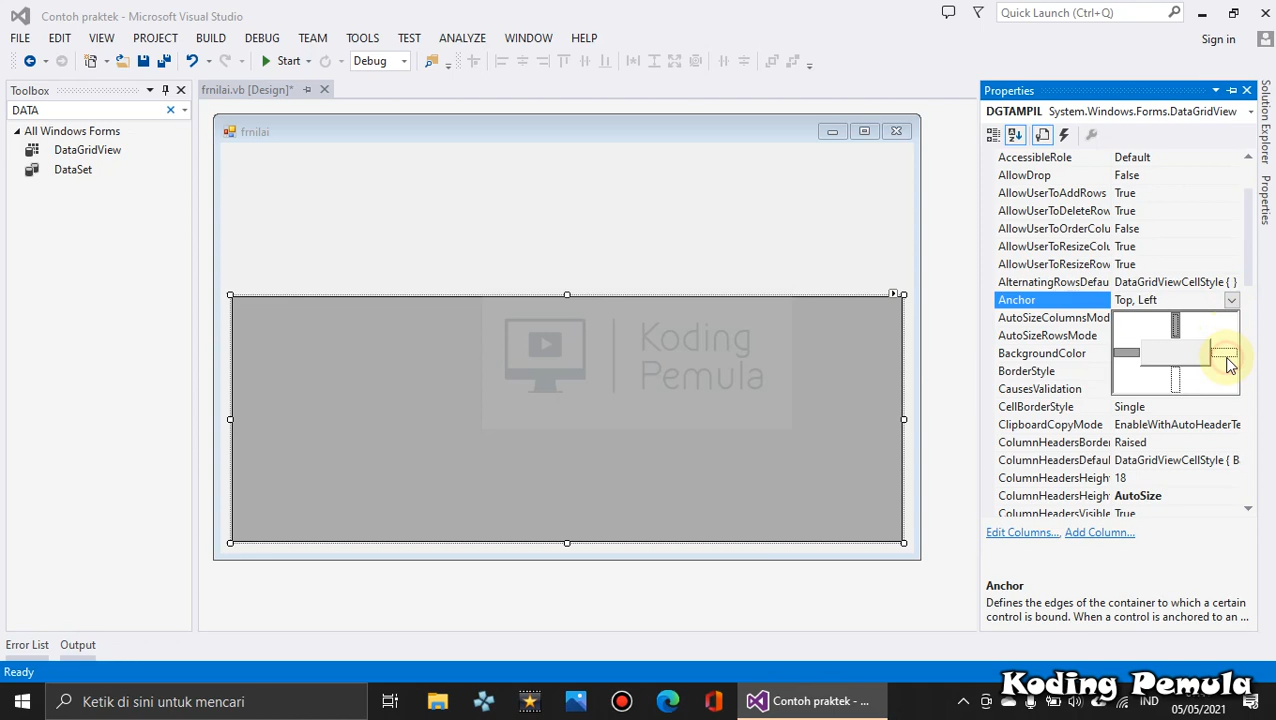 Contoh praktek - Microsoft Visual Studio
Quick Launch (Ctrl+Q)
FILE EDIT VIEW PROJECT BUILD DEBUG TEAM TOOLS TEST ANALYZE WINDOW HELP
Sign in
Start Debug
Toolbox
frnilai.vb [Design]*
Properties
DATA
All Windows Forms
DataGridView
DataSet
frnilai
Koding
Pemula
DGTAMPIL System.Windows.Forms.DataGridView
AccessibleRole Default
AllowDrop False
AllowUserToAddRows True
AllowUserToDeleteRow True
AllowUserToOrderColu False
AllowUserToResizeColu True
AllowUserToResizeRow True
AlternatingRowsDefau DataGridViewCellStyle { }
Anchor Top, Left
AutoSizeColumnsMod
AutoSizeRowsMode
BackgroundColor
BorderStyle
CausesValidation
CellBorderStyle Single
ClipboardCopyMode EnableWithAutoHeaderTe
ColumnHeadersBorder Raised
ColumnHeadersDefaul DataGridViewCellStyle { B
ColumnHeadersHeight 18
ColumnHeadersHeight AutoSize
ColumnHeadersVisible True
Edit Columns..., Add Column...
Anchor
Defines the edges of the container to which a certain
control is bound. When a control is anchored to an ...
Solution Explorer
Properties
Error List Output
Ready
Ketik di sini untuk mencari
Contoh praktek - ...
IND
05/05/2021
Koding Pemula